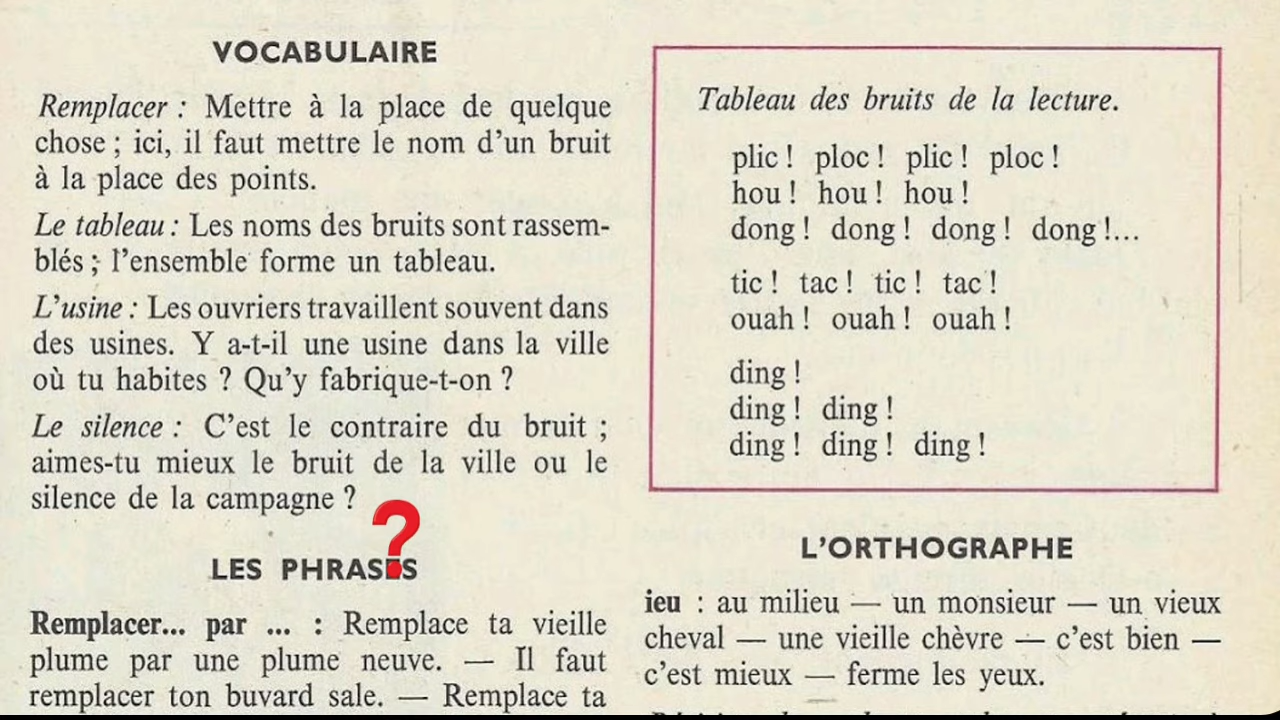 VOCABULAIRE
Remplacer : Mettre à la place de quelque
chose ; ici, il faut mettre le nom d'un bruit
à la place des points.
Le tableau : Les noms des bruits sont rassem-
blés ; l'ensemble forme un tableau.
L'usine : Les ouvriers travaillent souvent dans
des usines. Y a-t-il une usine dans la ville
où tu habites ? Qu'y fabrique-t-on ?
Le silence : C'est le contraire du bruit ;
aimes-tu mieux le bruit de la ville ou le
silence de la campagne ?
❓
LES PHRASES
Remplacer... par ... : Remplace ta vieille
plume par une plume neuve. — Il faut
remplacer ton buvard sale. — Remplace ta
Tableau des bruits de la lecture.
plic ! ploc ! plic ! ploc !
hou ! hou ! hou !
dong ! dong ! dong ! dong !...
tic ! tac ! tic ! tac !
ouah ! ouah ! ouah !
ding !
ding ! ding !
ding ! ding ! ding !
L'ORTHOGRAPHE
ieu : au milieu — un monsieur — un vieux
cheval — une vieille chèvre — c'est bien —
c'est mieux — ferme les yeux.